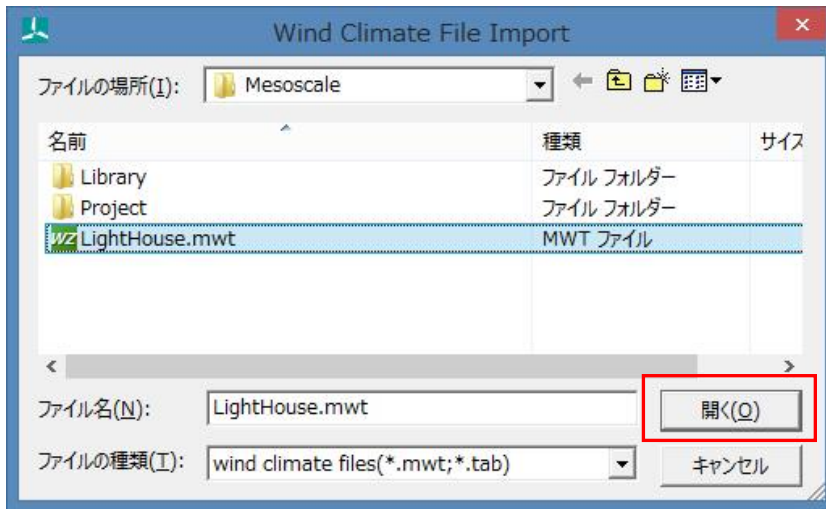 Wind Climate File Import
ファイルの場所(I): Mesoscale
名前 種類 サイズ
Library ファイル フォルダー
Project ファイル フォルダー
WZ LightHouse.mwt MWT ファイル
ファイル名(N): LightHouse.mwt 開く(O)
ファイルの種類(T): wind climate files(*.mwt;*.tab) キャンセル